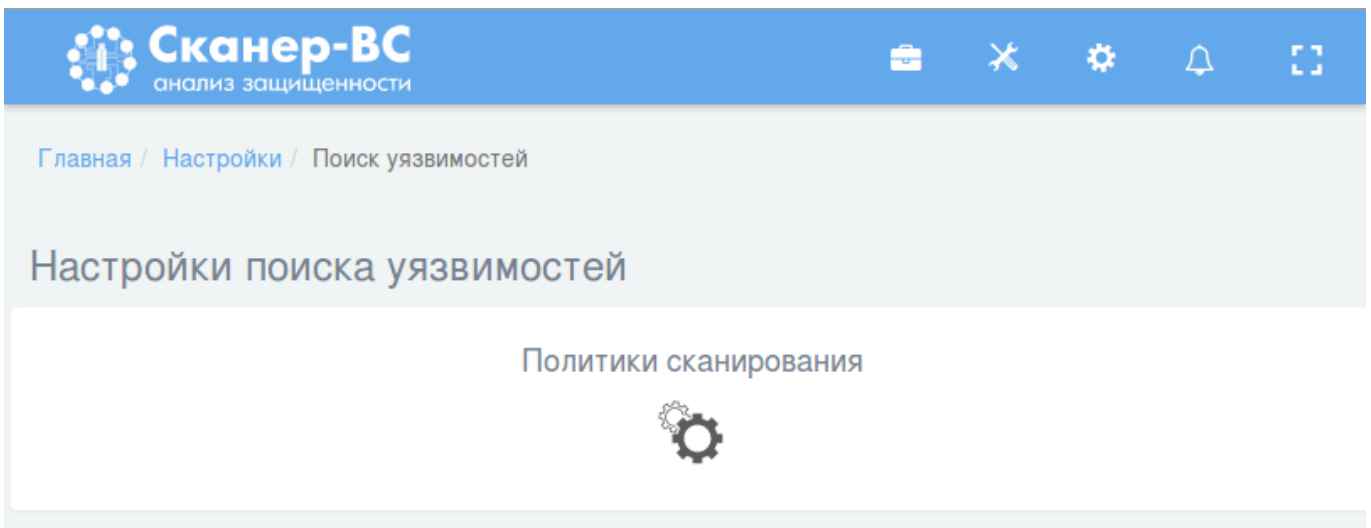 Сканер-ВС
анализ защищенности
Главная / Настройки / Поиск уязвимостей
Настройки поиска уязвимостей
Политики сканирования